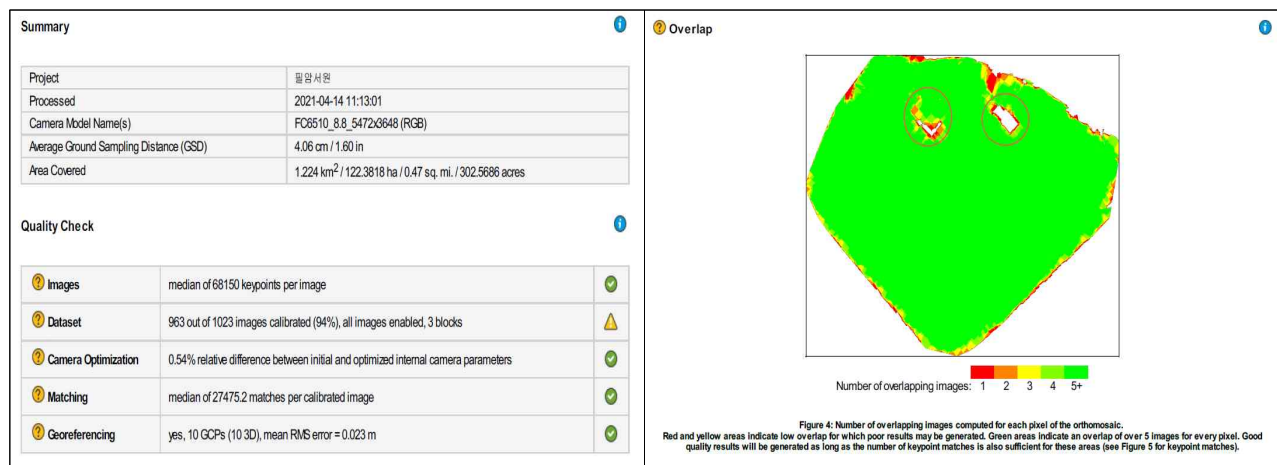 Summary
Project 필암서원
Processed 2021-04-14 11:13:01
Camera Model Name(s) FC6510_8.8_5472x3648 (RGB)
Average Ground Sampling Distance (GSD) 4.06 cm / 1.60 in
Area Covered 1.224 km2 / 122.3818 ha / 0.47 sq. mi. / 302.5686 acres
Quality Check
Images median of 68150 keypoints per image
Dataset 963 out of 1023 images calibrated (94%), all images enabled, 3 blocks
Camera Optimization 0.54% relative difference between initial and optimized internal camera parameters
Matching median of 27475.2 matches per calibrated image
Georeferencing yes, 10 GCPs (10 3D), mean RMS error = 0.023 m
Overlap
Number of overlapping images: 1 2 3 4 5+
Figure 4: Number of overlapping images computed for each pixel of the orthomosaic.
Red and yellow areas indicate low overlap for which poor results may be generated. Green areas indicate an overlap of over 5 images for every pixel. Good
quality results will be generated as long as the number of keypoint matches is also sufficient for these areas (see Figure 5 for keypoint matches).